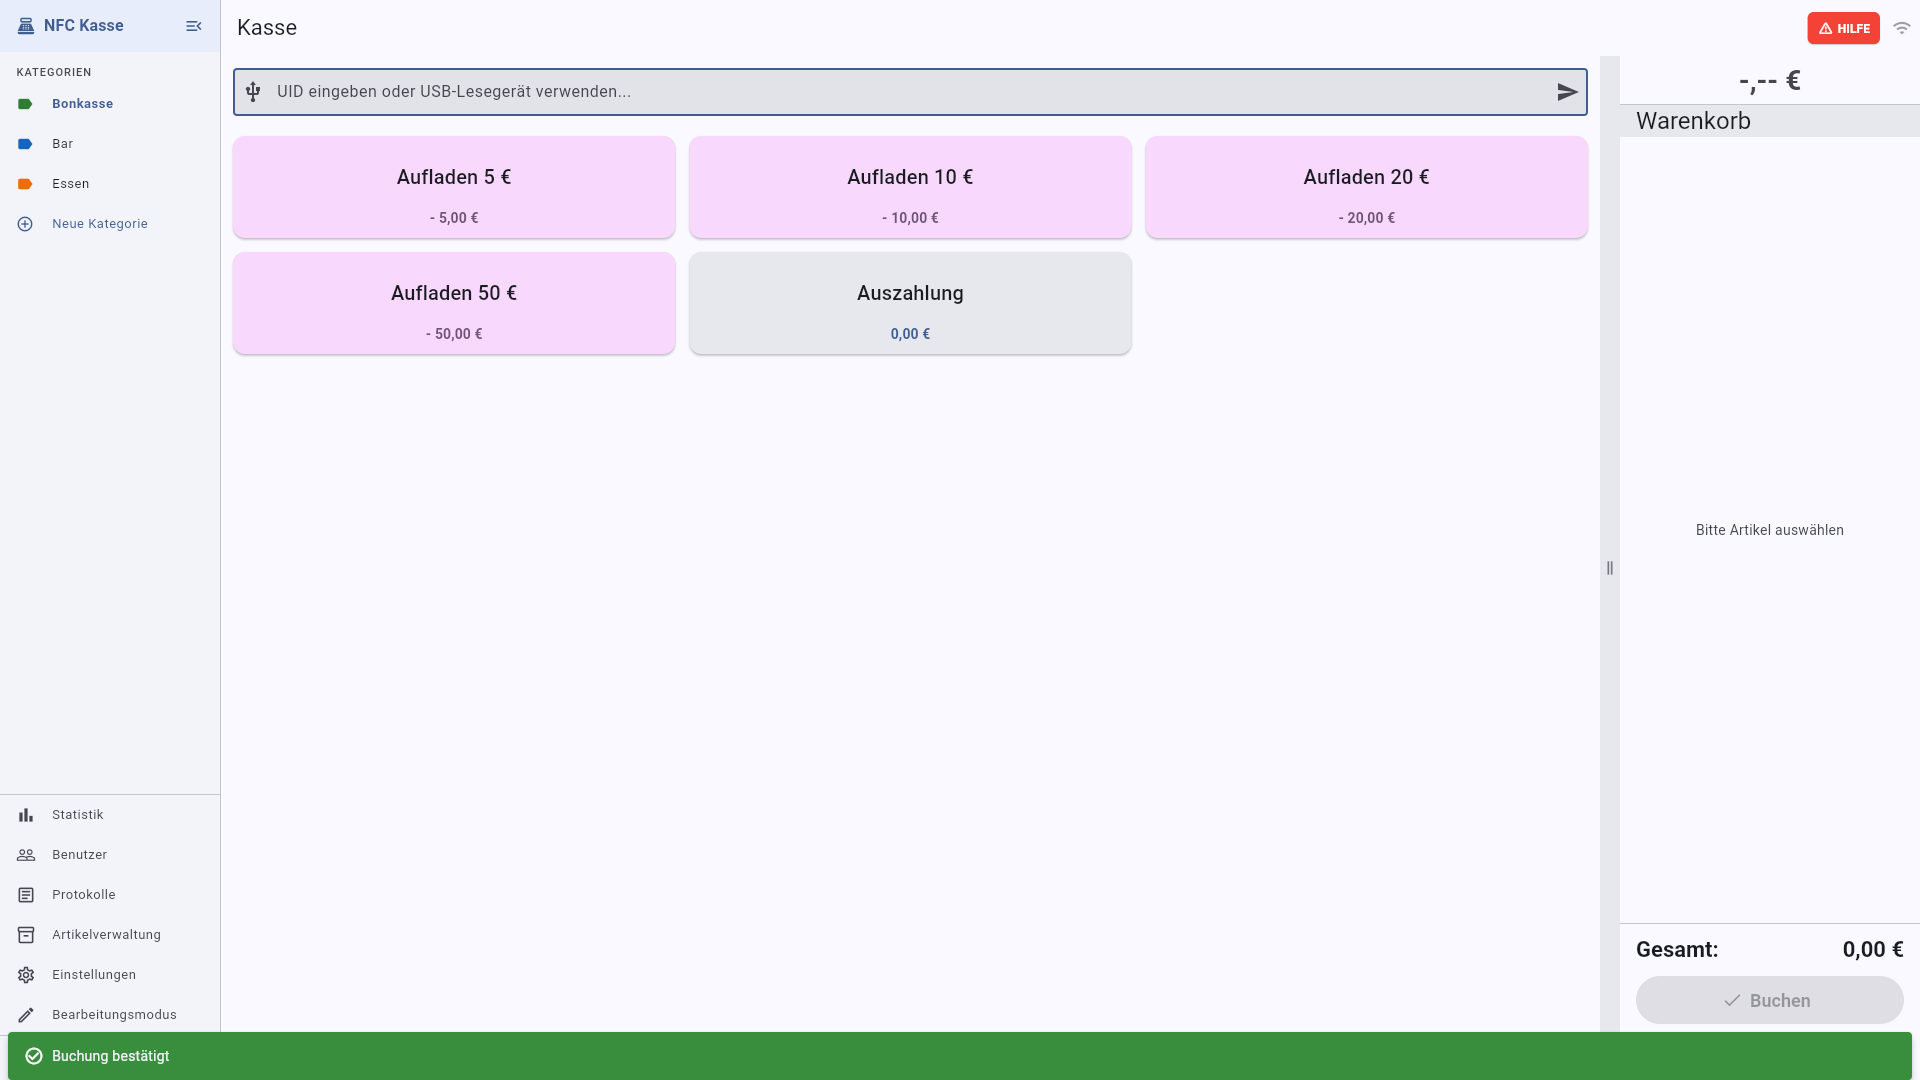 NFC Kasse
KATEGORIEN
Bonkasse
Bar
Essen
Neue Kategorie
Statistik
Benutzer
Protokolle
Artikelverwaltung
Einstellungen
Bearbeitungsmodus
Kasse
HILFE
UID eingeben oder USB-Lesegerät verwenden...
Aufladen 5 €
- 5,00 €
Aufladen 10 €
- 10,00 €
Aufladen 20 €
- 20,00 €
Aufladen 50 €
- 50,00 €
Auszahlung
0,00 €
-,-- €
Warenkorb
Bitte Artikel auswählen
Gesamt: 0,00 €
Buchen
Buchung bestätigt